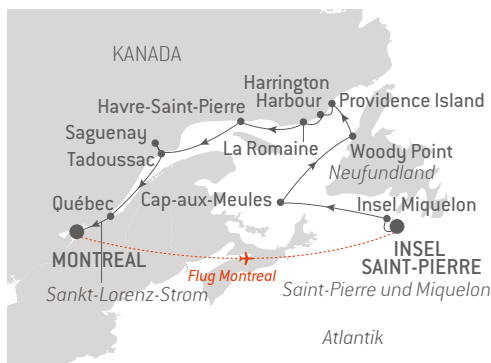 KANADA
Harrington
Harbour
Providence Island
Havre-Saint-Pierre
Saguenay
Tadoussac
La Romaine
Woody Point
Neufundland
Québec
Cap-aux-Meules
Insel Miquelon
MONTREAL
INSEL
SAINT-PIERRE
Flug Montreal
Sankt-Lorenz-Strom
Saint-Pierre und Miquelon
Atlantik